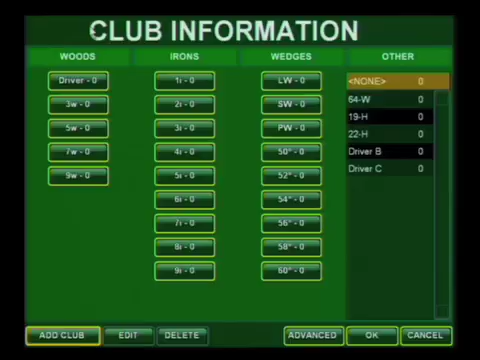 CLUB INFORMATION
WOODS IRONS WEDGES OTHER
Driver - 0 1i - 0 LW - 0 <NONE> 0
3w - 0 2i - 0 SW - 0 64-W 0
5w - 0 3i - 0 PW - 0 19-H 0
7w - 0 4i - 0 50° - 0 22-H 0
9w - 0 5i - 0 52° - 0 Driver B 0
6i - 0 54° - 0 Driver C 0
7i - 0 56° - 0
8i - 0 58° - 0
9i - 0 60° - 0
ADD CLUB EDIT DELETE ADVANCED OK CANCEL